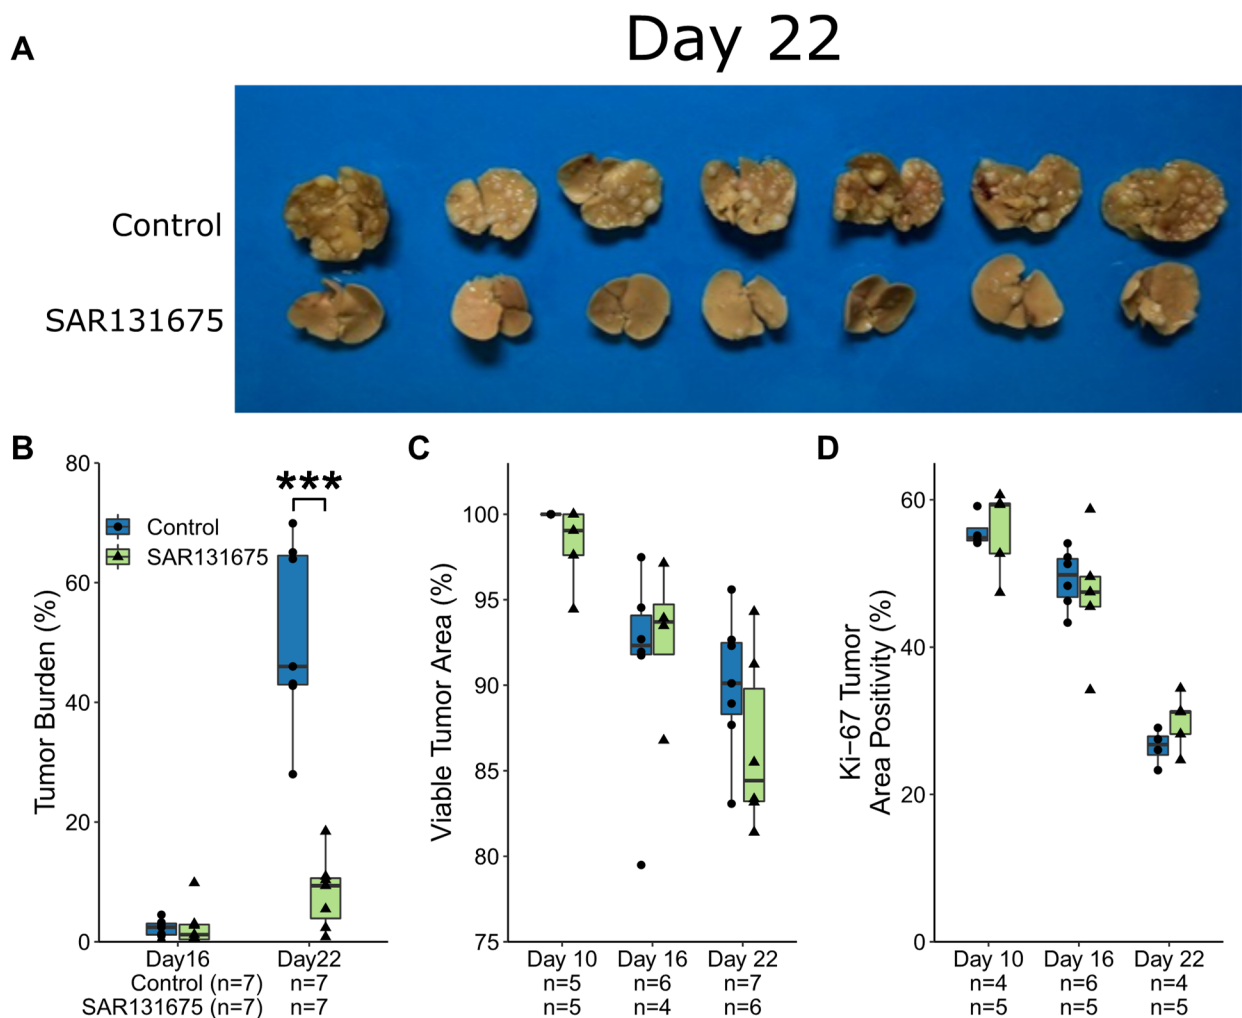 A
Day 22
Control
SAR131675
B
80
60
40
20
0
Tumor Burden (%)
***
Control
SAR131675
Day16
Day22
Control (n=7)
n=7
SAR131675 (n=7)
n=7
C
100
95
90
85
80
75
Viable Tumor Area (%)
Day 10
Day 16
Day 22
n=5
n=6
n=7
n=5
n=4
n=6
D
60
40
20
0
Ki−67 Tumor
Area Positivity (%)
Day 10
Day 16
Day 22
n=4
n=6
n=4
n=5
n=5
n=5